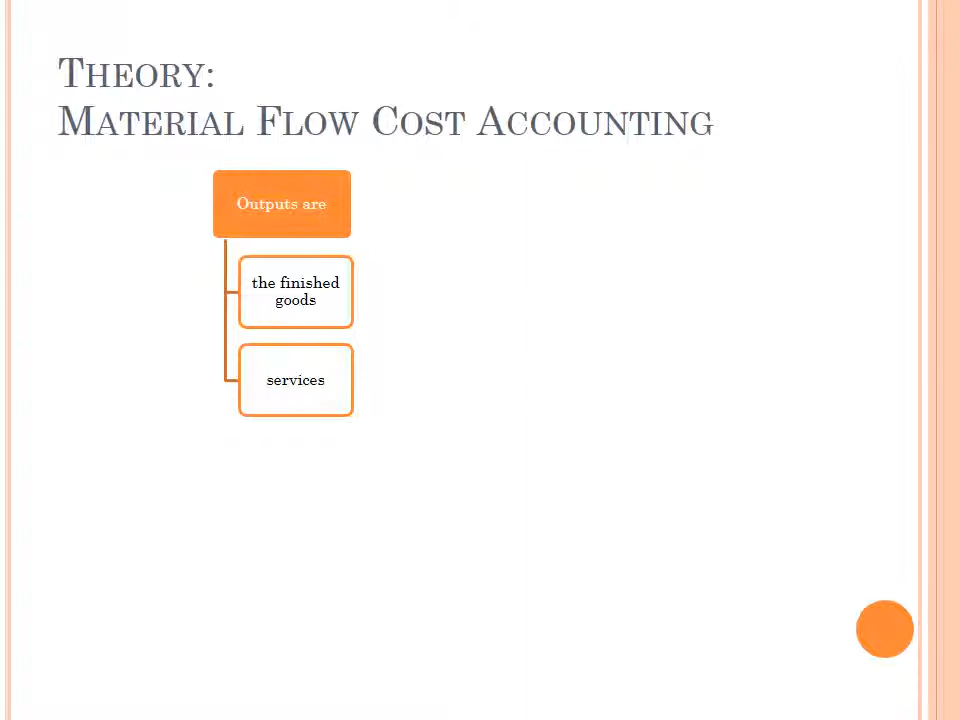 THEORY:
MATERIAL FLOW COST ACCOUNTING
Outputs are
the finished
goods
services